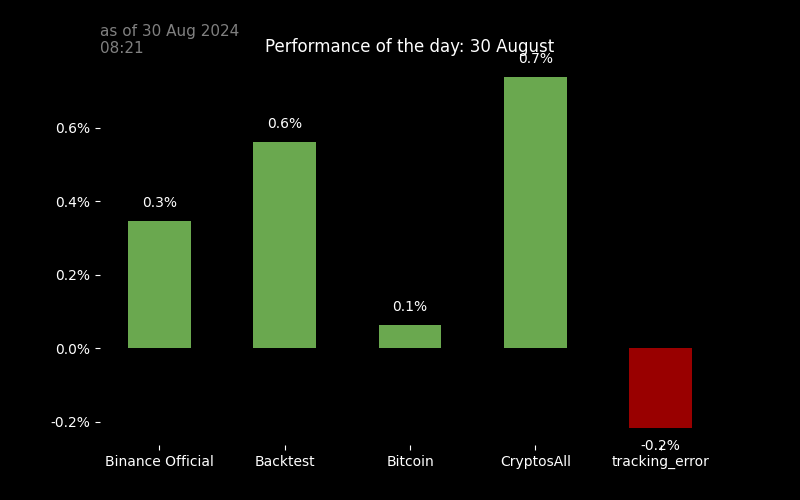 as of 30 Aug 2024
08:21
Performance of the day: 30 August
0.7%
0.6%
0.6%
0.3%
0.4%
0.2%
0.1%
0.0%
-0.2%
-0.2%
Binance Official
Backtest
Bitcoin
CryptosAll
tracking_error